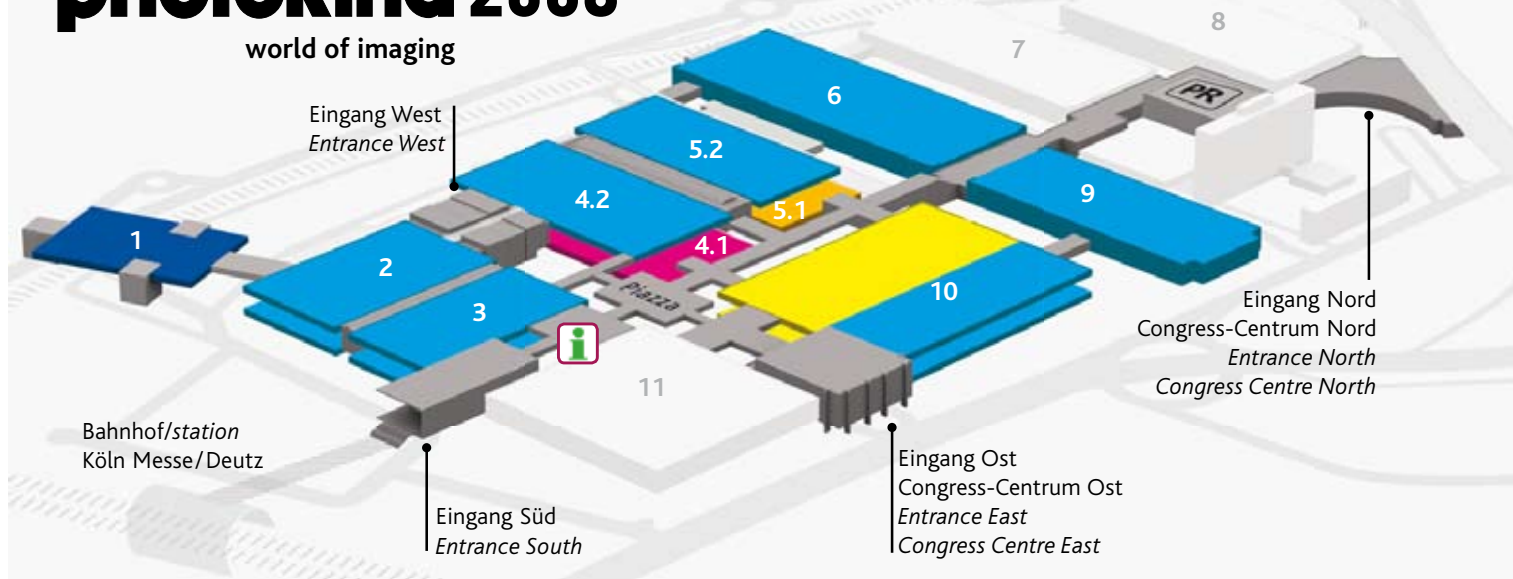 photokina
world of imaging
8
7
6
PR
Eingang West
Entrance West
5.2
4.2
5.1
9
1
4.1
2
10
Piazza
3
i
11
Eingang Nord
Congress-Centrum Nord
Entrance North
Congress Centre North
Bahnhof/station
Köln Messe/Deutz
Eingang Süd
Entrance South
Eingang Ost
Congress-Centrum Ost
Entrance East
Congress Centre East